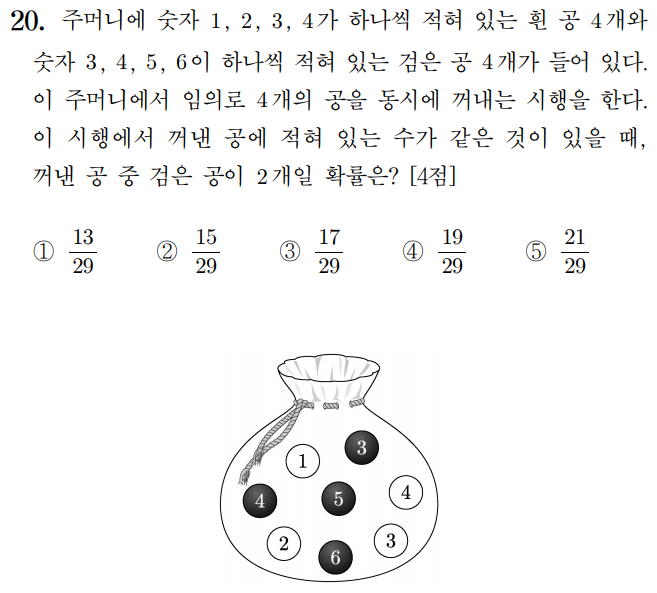 20. 주머니에 숫자 1, 2, 3, 4가 하나씩 적혀 있는 흰 공 4개와
숫자 3, 4, 5, 6이 하나씩 적혀 있는 검은 공 4개가 들어 있다.
이 주머니에서 임의로 4개의 공을 동시에 꺼내는 시행을 한다.
이 시행에서 꺼낸 공에 적혀 있는 수가 같은 것이 있을 때,
꺼낸 공 중 검은 공이 2개일 확률은? [4점]
① 13/29 ② 15/29 ③ 17/29 ④ 19/29 ⑤ 21/29
1 3
4 5 4
2 6 3